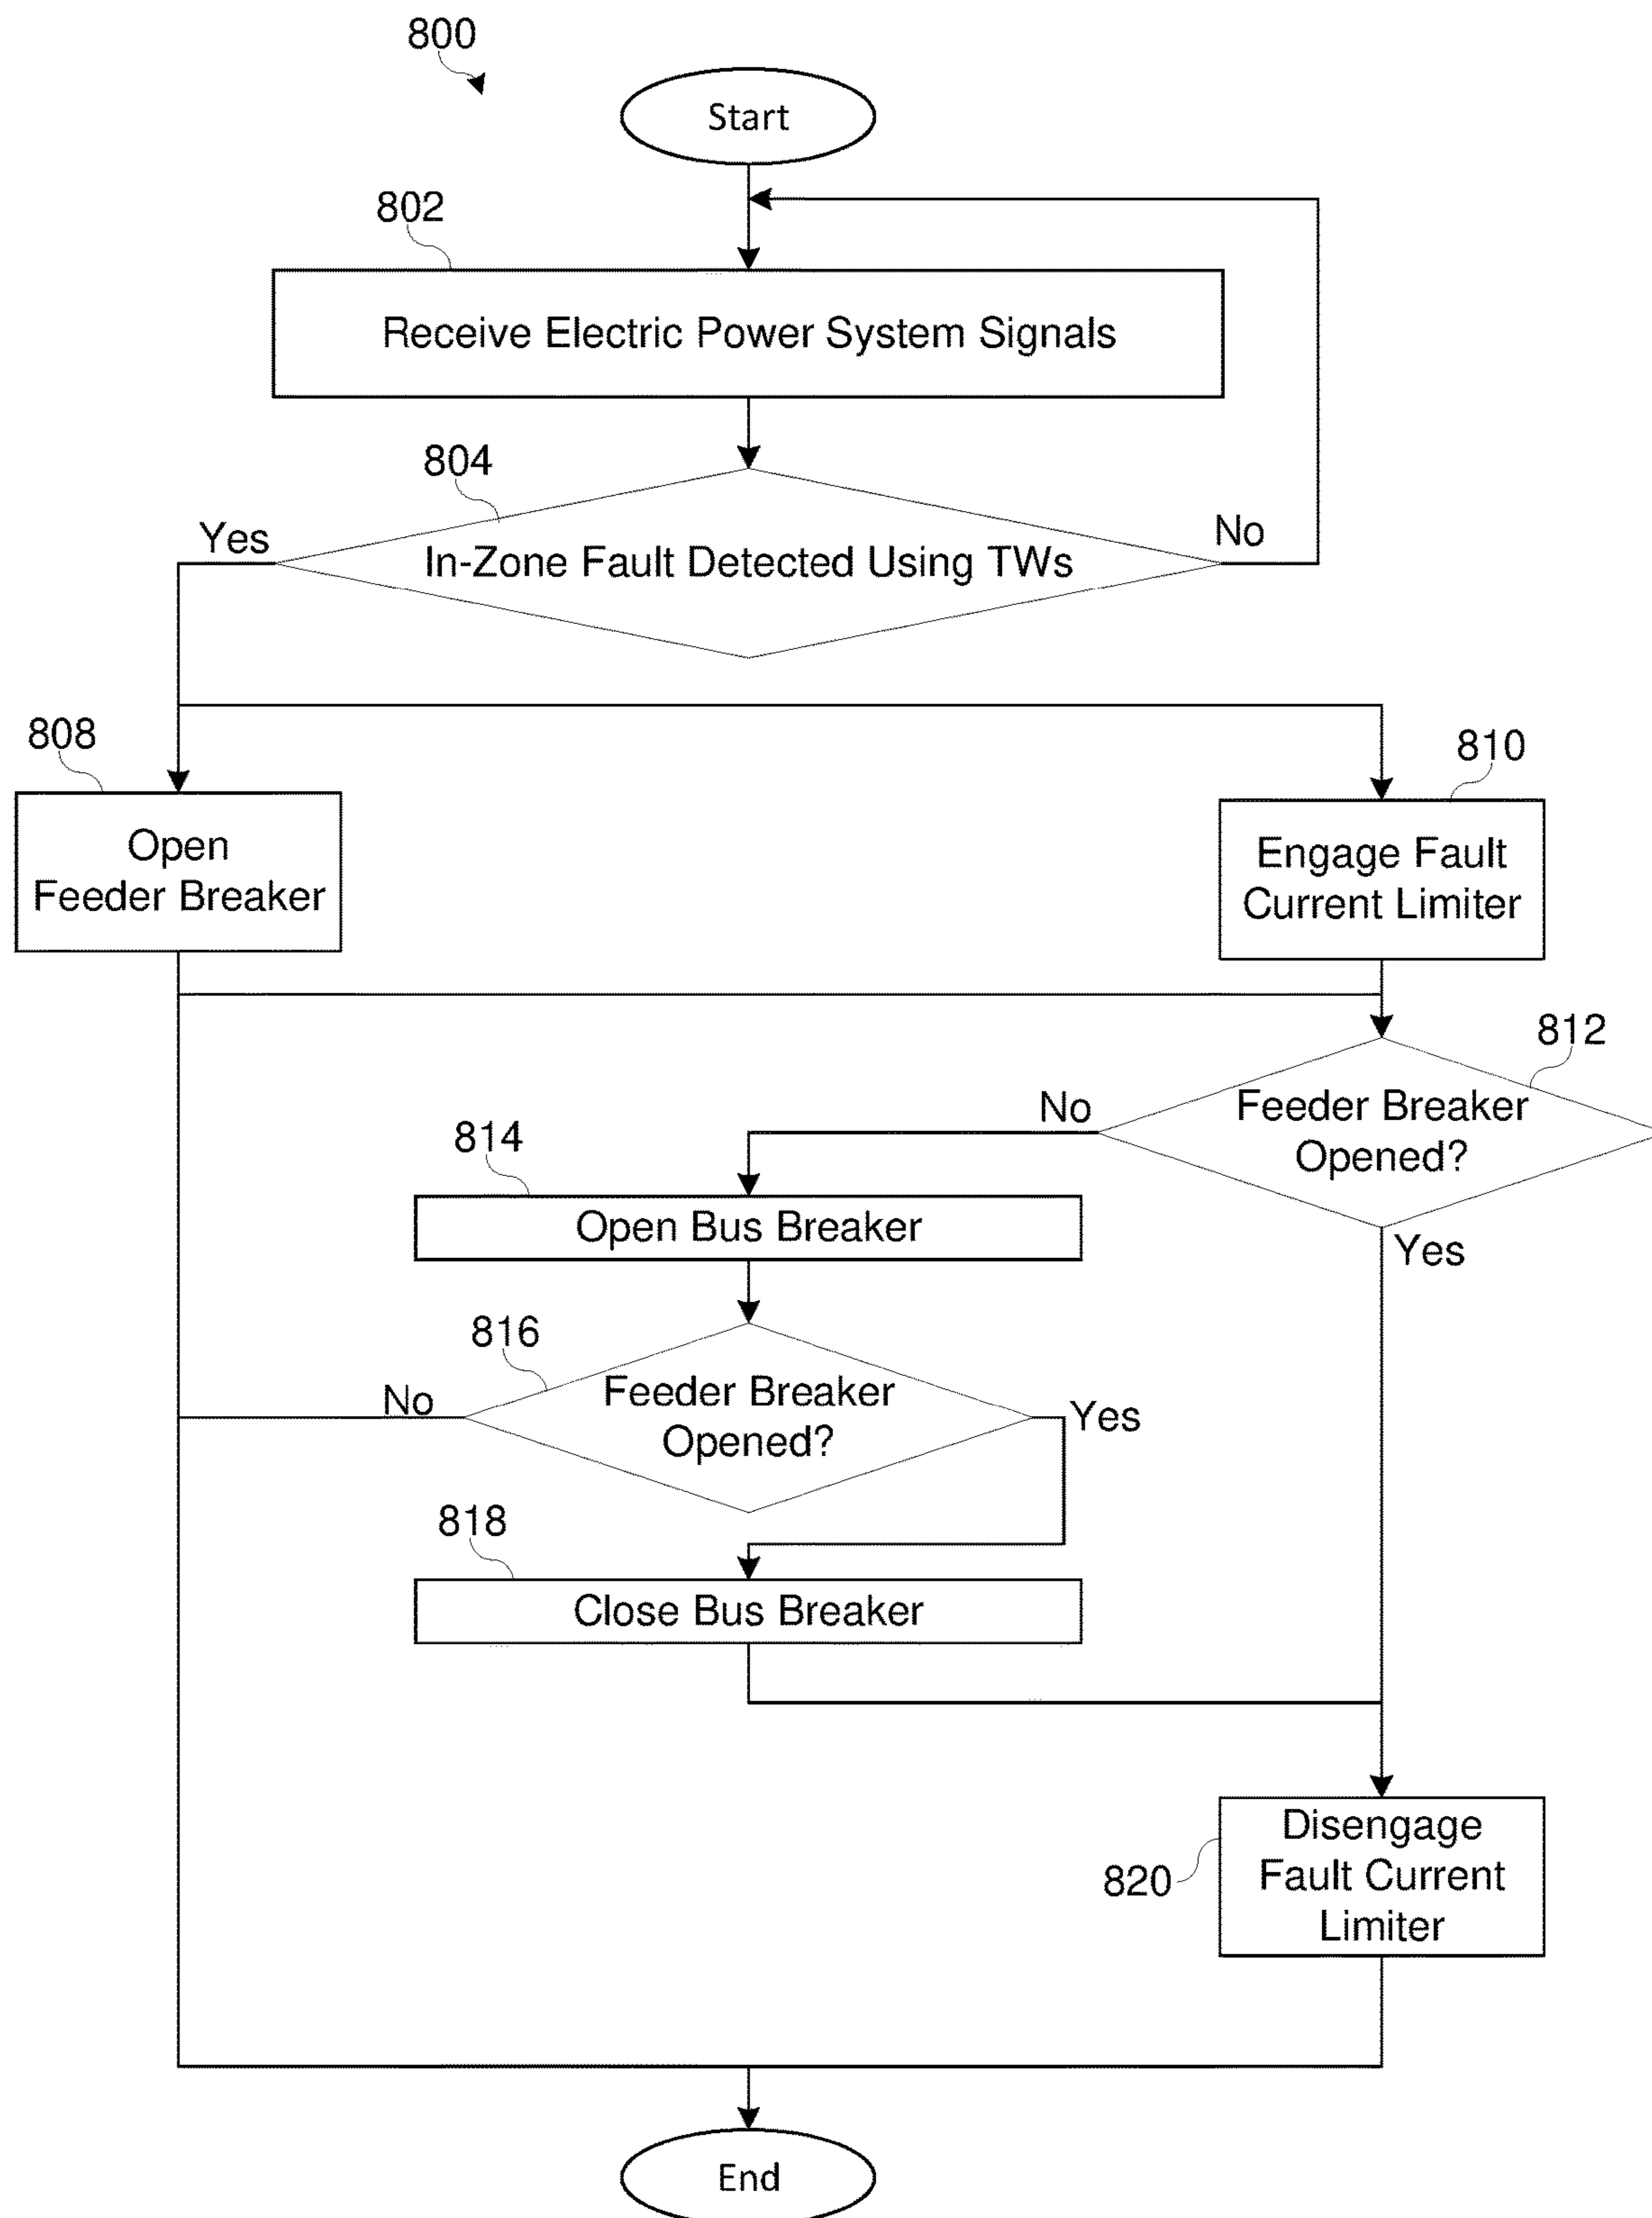 800
Start
802
Receive Electric Power System Signals
804
Yes
No
In-Zone Fault Detected Using TWs
808
810
Open
Feeder Breaker
Engage Fault
Current Limiter
812
No
Feeder Breaker
Opened?
814
Open Bus Breaker
Yes
816
No
Feeder Breaker
Opened?
Yes
818
Close Bus Breaker
820
Disengage
Fault Current
Limiter
End